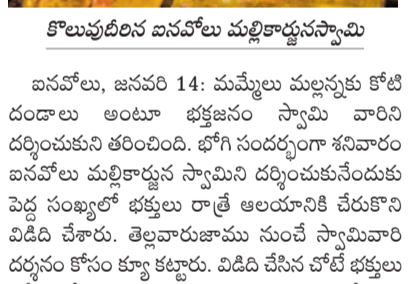 కొలువుదీరిన ఐనవోలు మల్లికార్జునస్వామి
ఐనవోలు, జనవరి 14: మమ్మేలు మల్లన్నకు కోటి
దండాలు అంటూ భక్తజనం స్వామి వారిని
దర్శించుకుని తరించింది. భోగి సందర్భంగా శనివారం
ఐనవోలు మల్లికార్జున స్వామిని దర్శించుకునేందుకు
పెద్ద సంఖ్యలో భక్తులు రాత్రే ఆలయానికి చేరుకొని
విడిది చేశారు. తెల్లవారుజాము నుంచే స్వామివారి
దర్శనం కోసం క్యూ కట్టారు. విడిది చేసిన చోటే భక్తులు